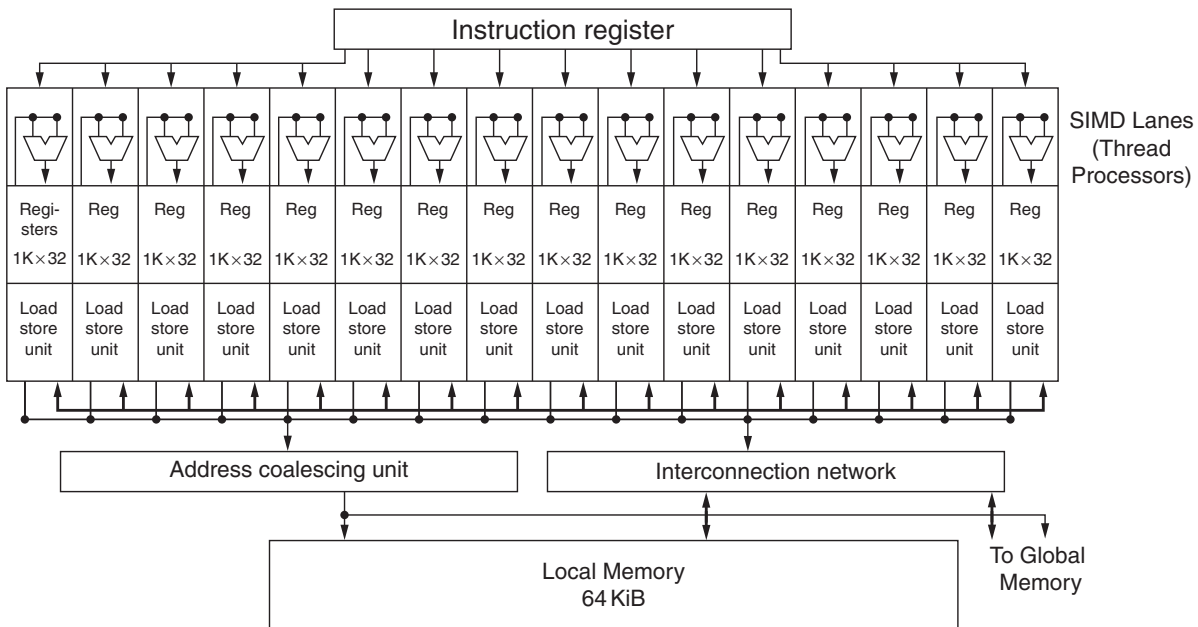 Instruction register
SIMD Lanes
(Thread
Processors)
Regi-
sters
Reg Reg Reg Reg Reg Reg Reg Reg Reg Reg Reg Reg Reg Reg Reg
1K×32 1K×32 1K×32 1K×32 1K×32 1K×32 1K×32 1K×32 1K×32 1K×32 1K×32 1K×32 1K×32 1K×32 1K×32 1K×32
Load Load Load Load Load Load Load Load Load Load Load Load Load Load Load Load
store store store store store store store store store store store store store store store store
unit unit unit unit unit unit unit unit unit unit unit unit unit unit unit unit
Address coalescing unit
Interconnection network
Local Memory
64 KiB
To Global
Memory